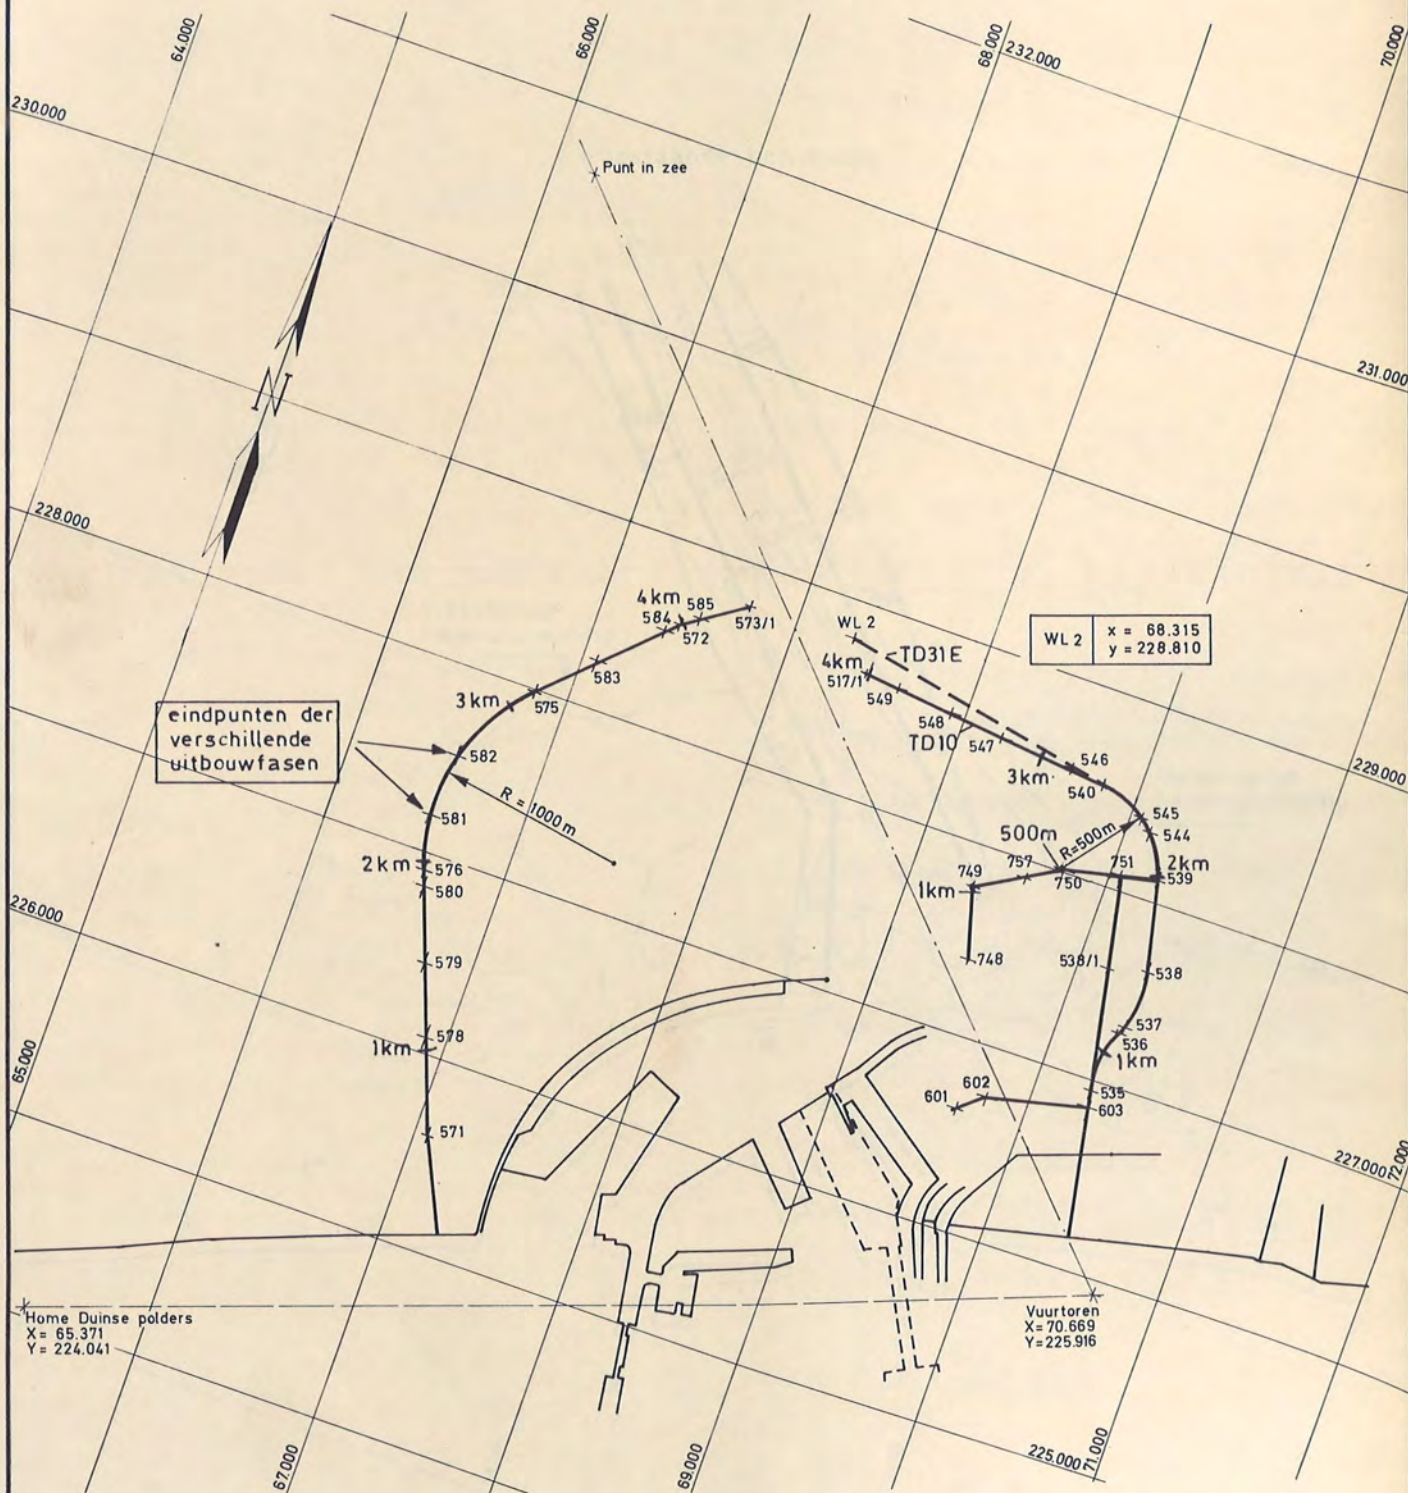 64.000
66.000
68.000
232.000
70.000
230.000
Punt in zee
231.000
N
228.000
4km
585
584
572
573/1
WL 2
TD31E
4km
517/1
549
WL 2
x = 68.315
y = 228.810
583
3km
575
548
TD10
547
546
3km
540
229.000
eindpunten der
verschillende
uitbouwfasen
582
R = 1000 m
581
545
544
500m
R=500m
2km
576
580
749
757
750
751
2km
539
1km
226.000
579
748
538/1
538
578
1km
537
536
1km
65.000
571
601
602
535
603
227.000
72.000
Home Duinse polders
X= 65.371
Y= 224.041
Vuurtoren
X=70.669
Y=225.916
67.000
69.000
225.000
71.000